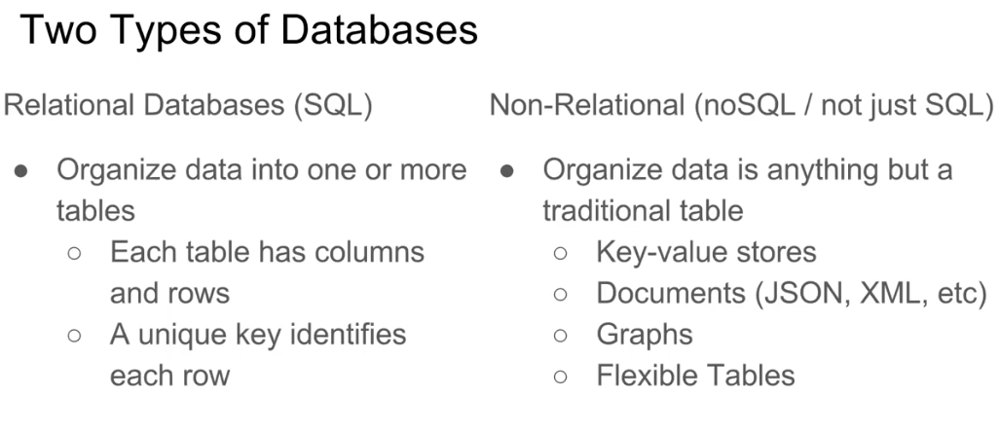 Two Types of Databases
Relational Databases (SQL)
● Organize data into one or more
tables
○ Each table has columns
and rows
○ A unique key identifies
each row
Non-Relational (noSQL / not just SQL)
● Organize data is anything but a
traditional table
○ Key-value stores
○ Documents (JSON, XML, etc)
○ Graphs
○ Flexible Tables